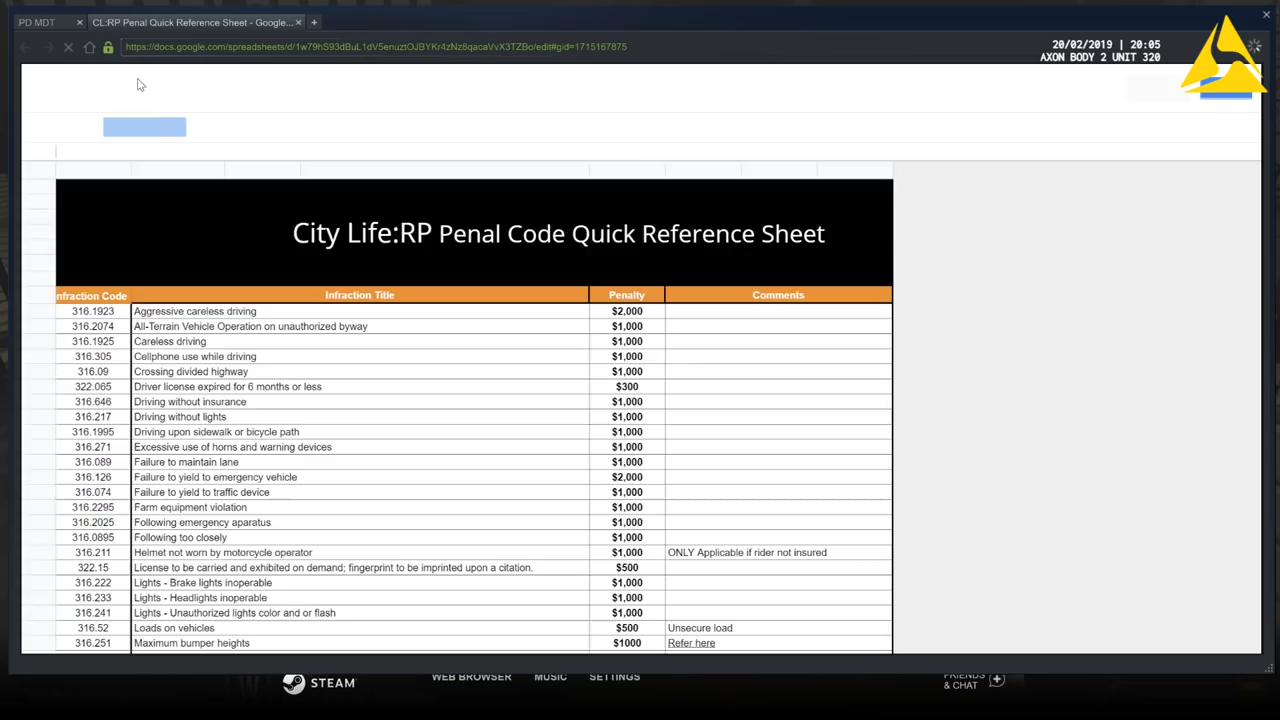 PD MDT
CL:RP Penal Quick Reference Sheet - Google...
https://docs.google.com/spreadsheets/d/1w79hS93dBuL1dV5enuztOJBYKr4zNz8qacaVvX3TZBo/edit#gid=1715167875
20/02/2019 | 20:05
AXON BODY 2 UNIT 320
City Life:RP Penal Code Quick Reference Sheet
nfraction Code Infraction Title Penalty Comments
316.1923 Aggressive careless driving $2,000
316.2074 All-Terrain Vehicle Operation on unauthorized byway $1,000
316.1925 Careless driving $1,000
316.305 Cellphone use while driving $1,000
316.09 Crossing divided highway $1,000
322.065 Driver license expired for 6 months or less $300
316.646 Driving without insurance $1,000
316.217 Driving without lights $1,000
316.1995 Driving upon sidewalk or bicycle path $1,000
316.271 Excessive use of horns and warning devices $1,000
316.089 Failure to maintain lane $1,000
316.126 Failure to yield to emergency vehicle $2,000
316.074 Failure to yield to traffic device $1,000
316.2295 Farm equipment violation $1,000
316.2025 Following emergency aparatus $1,000
316.0895 Following too closely $1,000
316.211 Helmet not worn by motorcycle operator $1,000 ONLY Applicable if rider not insured
322.15 License to be carried and exhibited on demand; fingerprint to be imprinted upon a citation. $500
316.222 Lights - Brake lights inoperable $1,000
316.233 Lights - Headlights inoperable $1,000
316.241 Lights - Unauthorized lights color and or flash $1,000
316.52 Loads on vehicles $500 Unsecure load
316.251 Maximum bumper heights $1000 Refer here
STEAM
WEB BROWSER MUSIC SETTINGS
FRIENDS
& CHAT